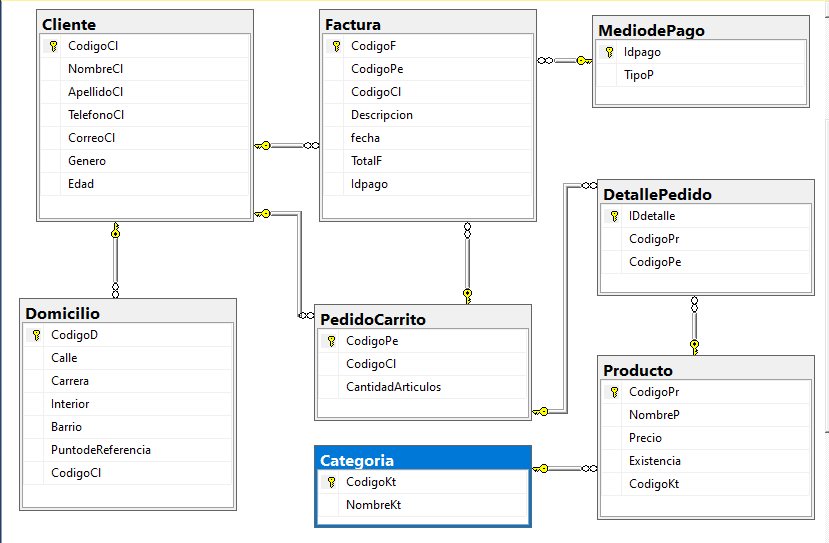 Cliente
CodigoCl
NombreCl
ApellidoCl
TelefonoCl
CorreoCl
Genero
Edad
Factura
CodigoF
CodigoPe
CodigoCl
Descripcion
fecha
TotalF
Idpago
MediodePago
Idpago
TipoP
DetallePedido
IDdetalle
CodigoPr
CodigoPe
Domicilio
CodigoD
Calle
Carrera
Interior
Barrio
PuntodeReferencia
CodigoCl
PedidoCarrito
CodigoPe
CodigoCl
CantidadArticulos
Producto
CodigoPr
NombreP
Precio
Existencia
CodigoKt
Categoria
CodigoKt
NombreKt